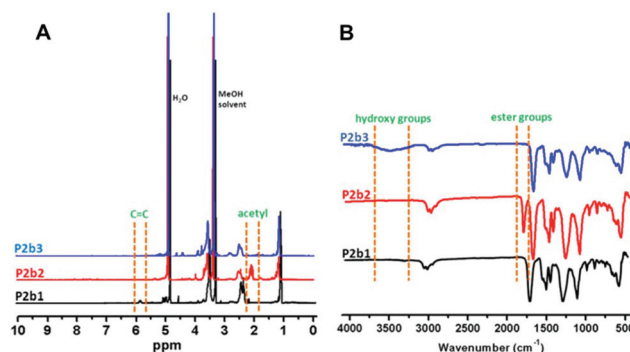 A
H₂O
MeOH
solvent
C=C
acetyl
P2b3
P2b2
P2b1
10 9 8 7 6 5 4 3 2 1 0
ppm
B
hydroxy groups
ester groups
P2b3
P2b2
P2b1
4000 3500 3000 2500 2000 1500 1000 500
Wavenumber (cm⁻¹)